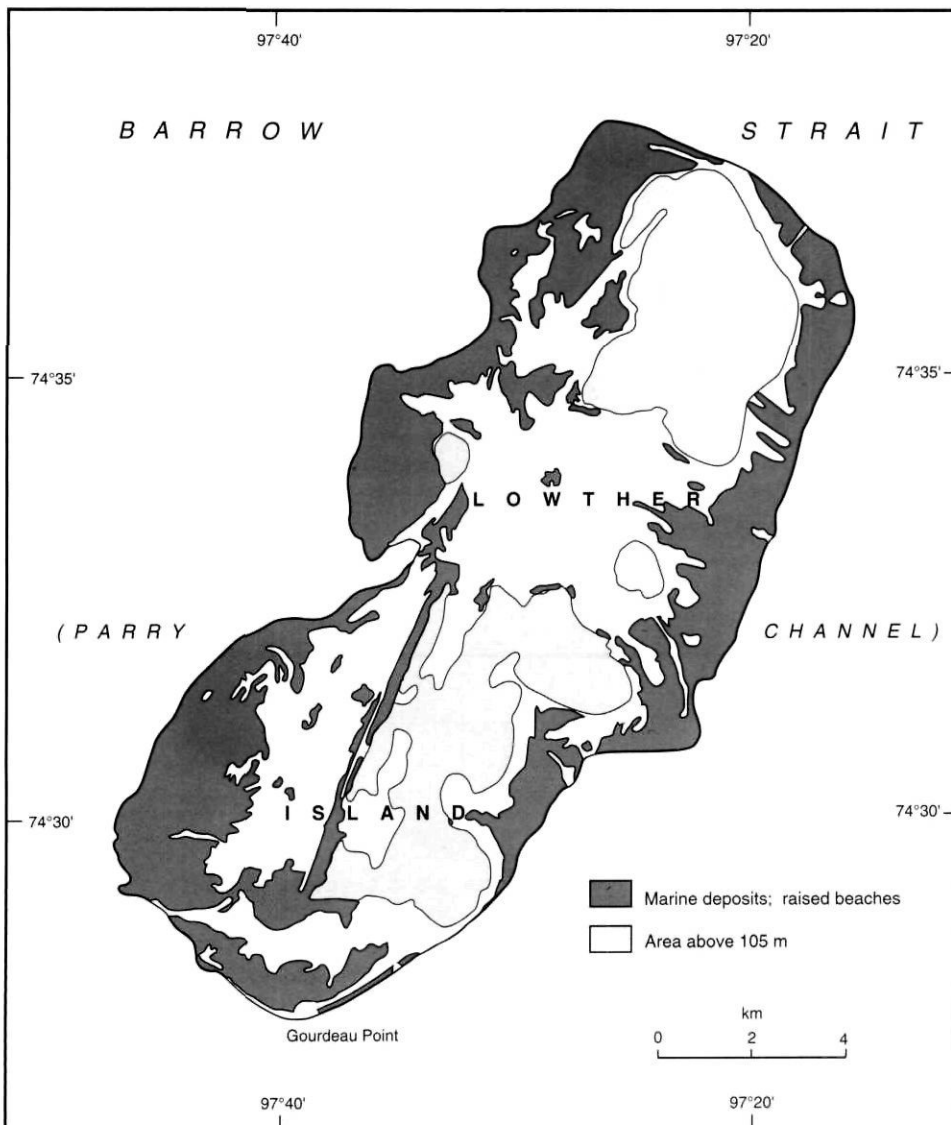 97°40' 97°20'
BARROW STRAIT
74°35' 74°35'
LOWTHER
(PARRY CHANNEL)
74°30' ISLAND 74°30'
Marine deposits; raised beaches
Area above 105 m
km
0 2 4
Gourdeau Point
97°40' 97°20'